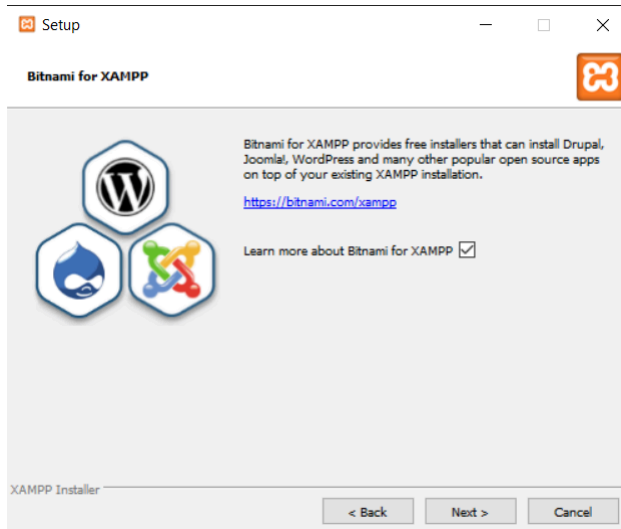 Setup
Bitnami for XAMPP
Bitnami for XAMPP provides free installers that can install Drupal,
Joomla!, WordPress and many other popular open source apps
on top of your existing XAMPP installation.
https://bitnami.com/xampp
Learn more about Bitnami for XAMPP
XAMPP Installer
< Back
Next >
Cancel